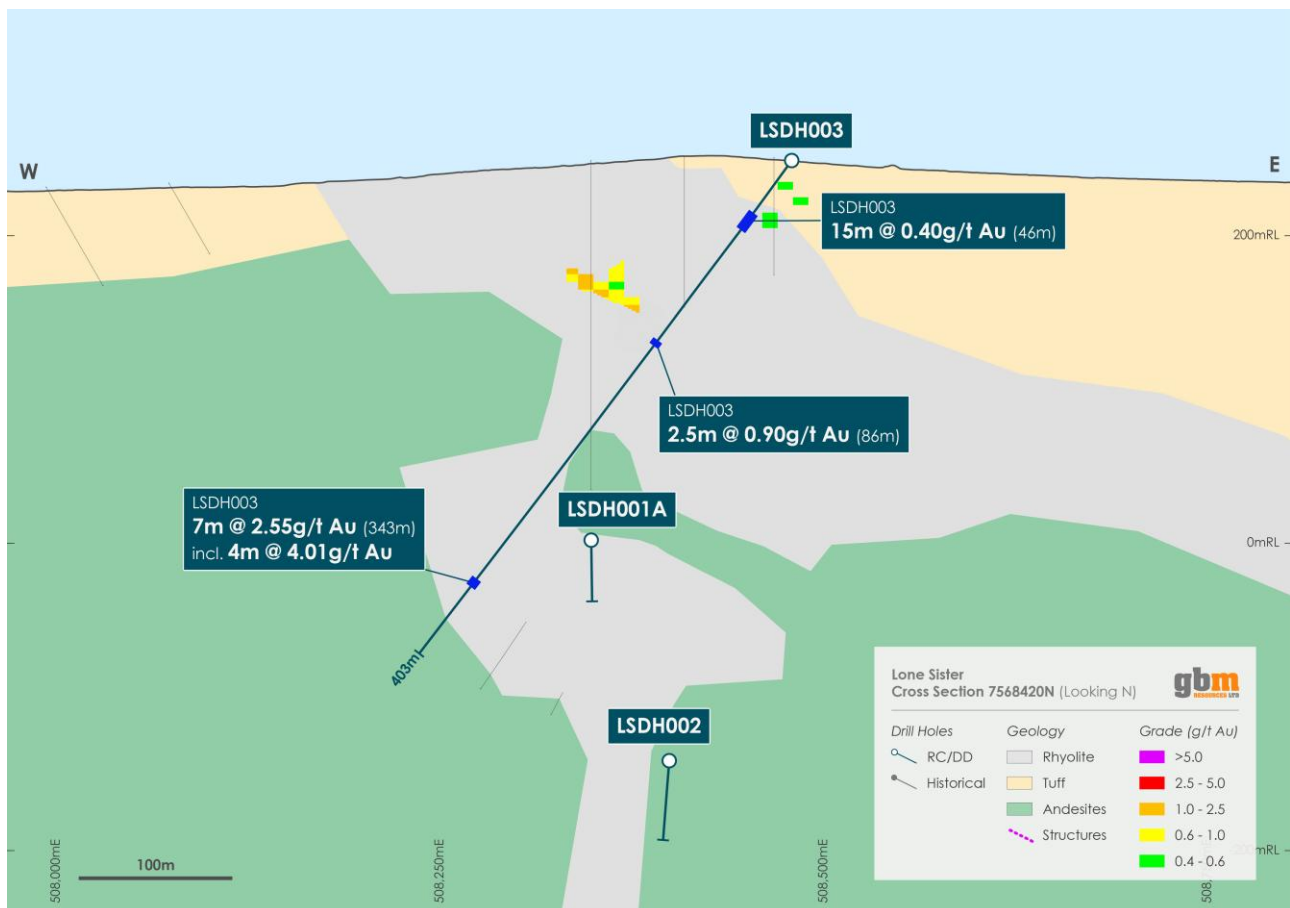 LSDH003
W
E
LSDH003
15m @ 0.40g/t Au (46m)
200mRL
LSDH003
2.5m @ 0.90g/t Au (86m)
LSDH003
7m @ 2.55g/t Au (343m)
incl. 4m @ 4.01g/t Au
LSDH001A
0mRL
403m
LSDH002
Lone Sister
Cross Section 7568420N (Looking N)
gbm
RESOURCES LTD
Drill Holes
RC/DD
Historical
Geology
Rhyolite
Tuff
Andesites
Structures
Grade (g/t Au)
>5.0
2.5 - 5.0
1.0 - 2.5
0.6 - 1.0
0.4 - 0.6
-200mRL
100m
508,000mE
508,250mE
508,500mE